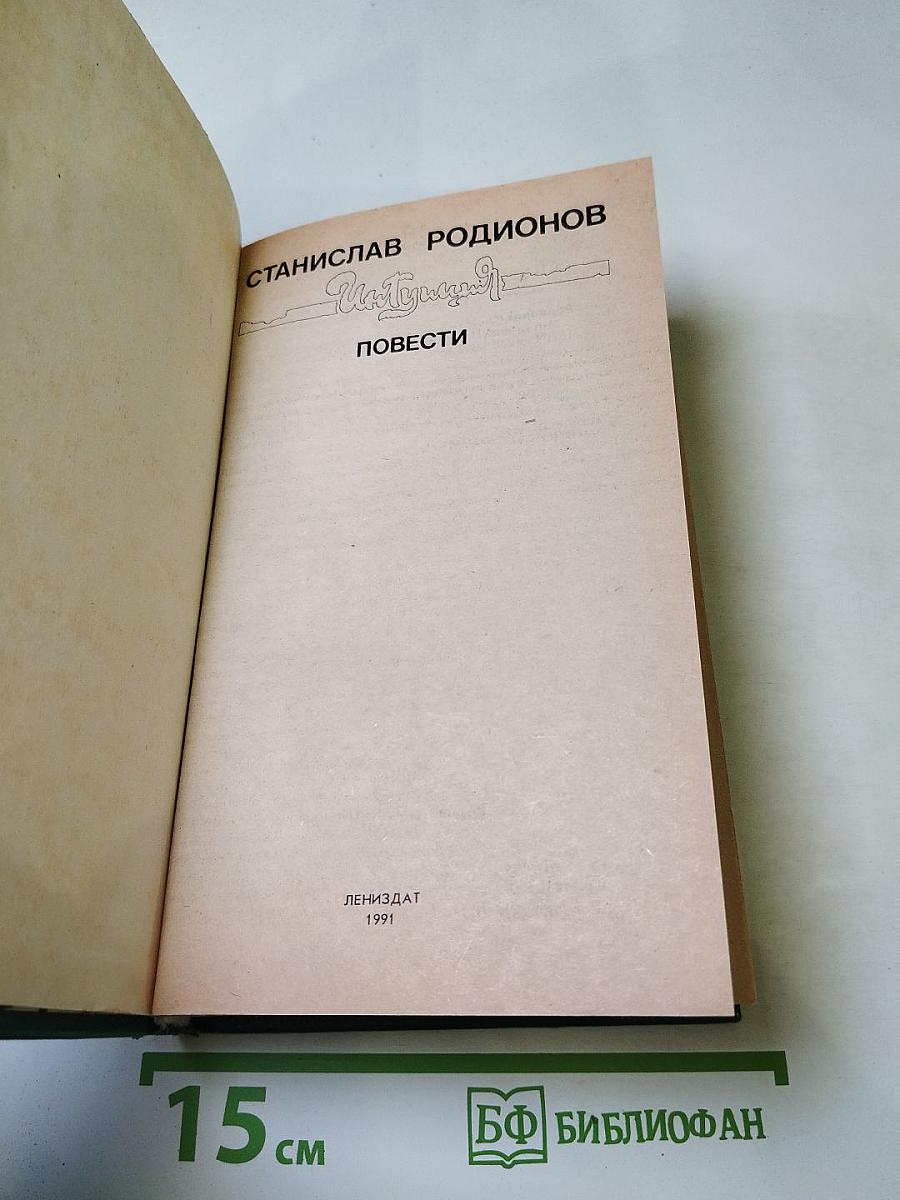 СТАНИСЛАВ РОДИОНОВ
Интуиция
ПОВЕСТИ
ЛЕНИЗДАТ
1991
15 см
БФ БИБЛИОФАН